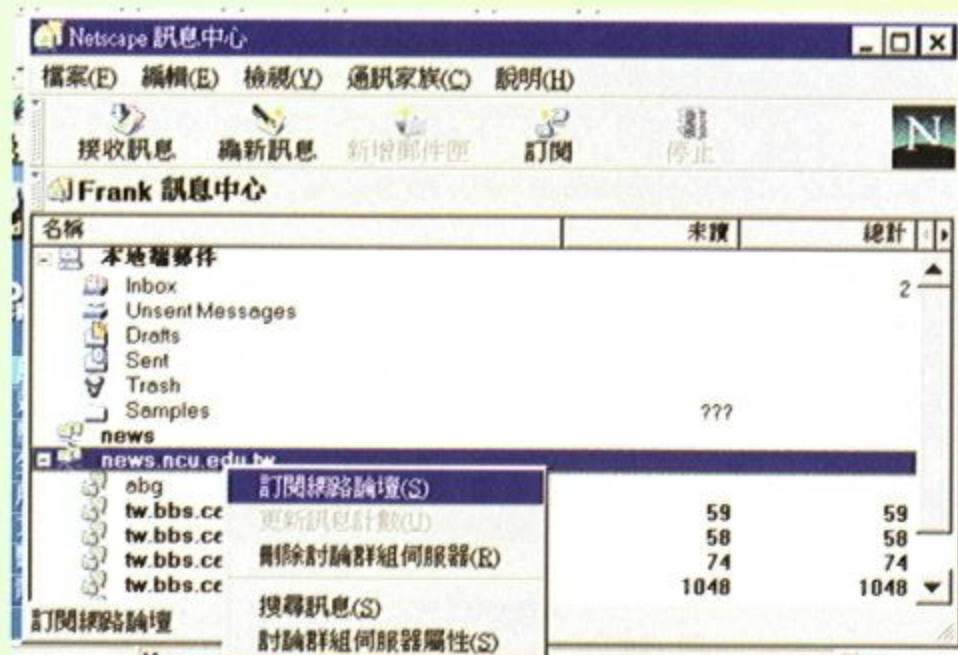 Netscape 訊息中心
檔案(F) 編輯(E) 檢視(V) 通訊家族(C) 說明(H)
接收訊息 編新訊息 新增郵件匣 訂閱 停止
N
Frank 訊息中心
名稱 未讀 總計
本地端郵件
Inbox 2
Unsent Messages
Drafts
Sent
Trash
Samples ???
news
news.ncu.edu.tw
abg
tw.bbs.ce 59 59
tw.bbs.ce 58 58
tw.bbs.ce 74 74
tw.bbs.ce 1048 1048
訂閱網路論壇(S)
更新訊息計數(U)
刪除討論群組伺服器(R)
搜尋訊息(S)
討論群組伺服器屬性(S)
訂閱網路論壇